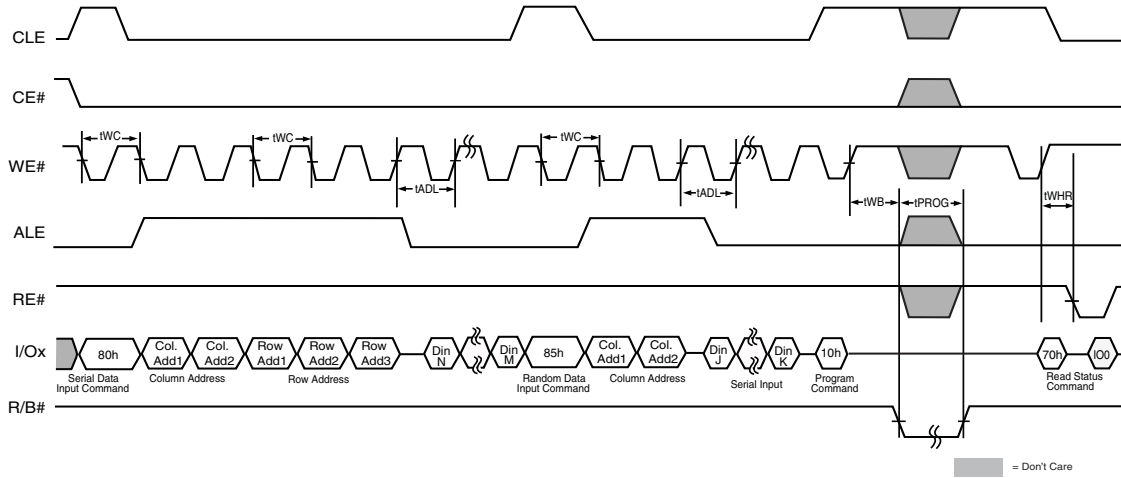 CLE
CE#
tWC
tWC
tWC
WE#
tADL
tADL
tWB
tPROG
tWHR
ALE
RE#
I/Ox
80h
Col. Add1
Col. Add2
Row Add1
Row Add2
Row Add3
Din N
Din M
85h
Col. Add1
Col. Add2
Din J
Din K
10h
70h
IO0
Serial Data Input Command
Column Address
Row Address
Random Data Input Command
Column Address
Serial Input
Program Command
Read Status Command
R/B#
= Don't Care